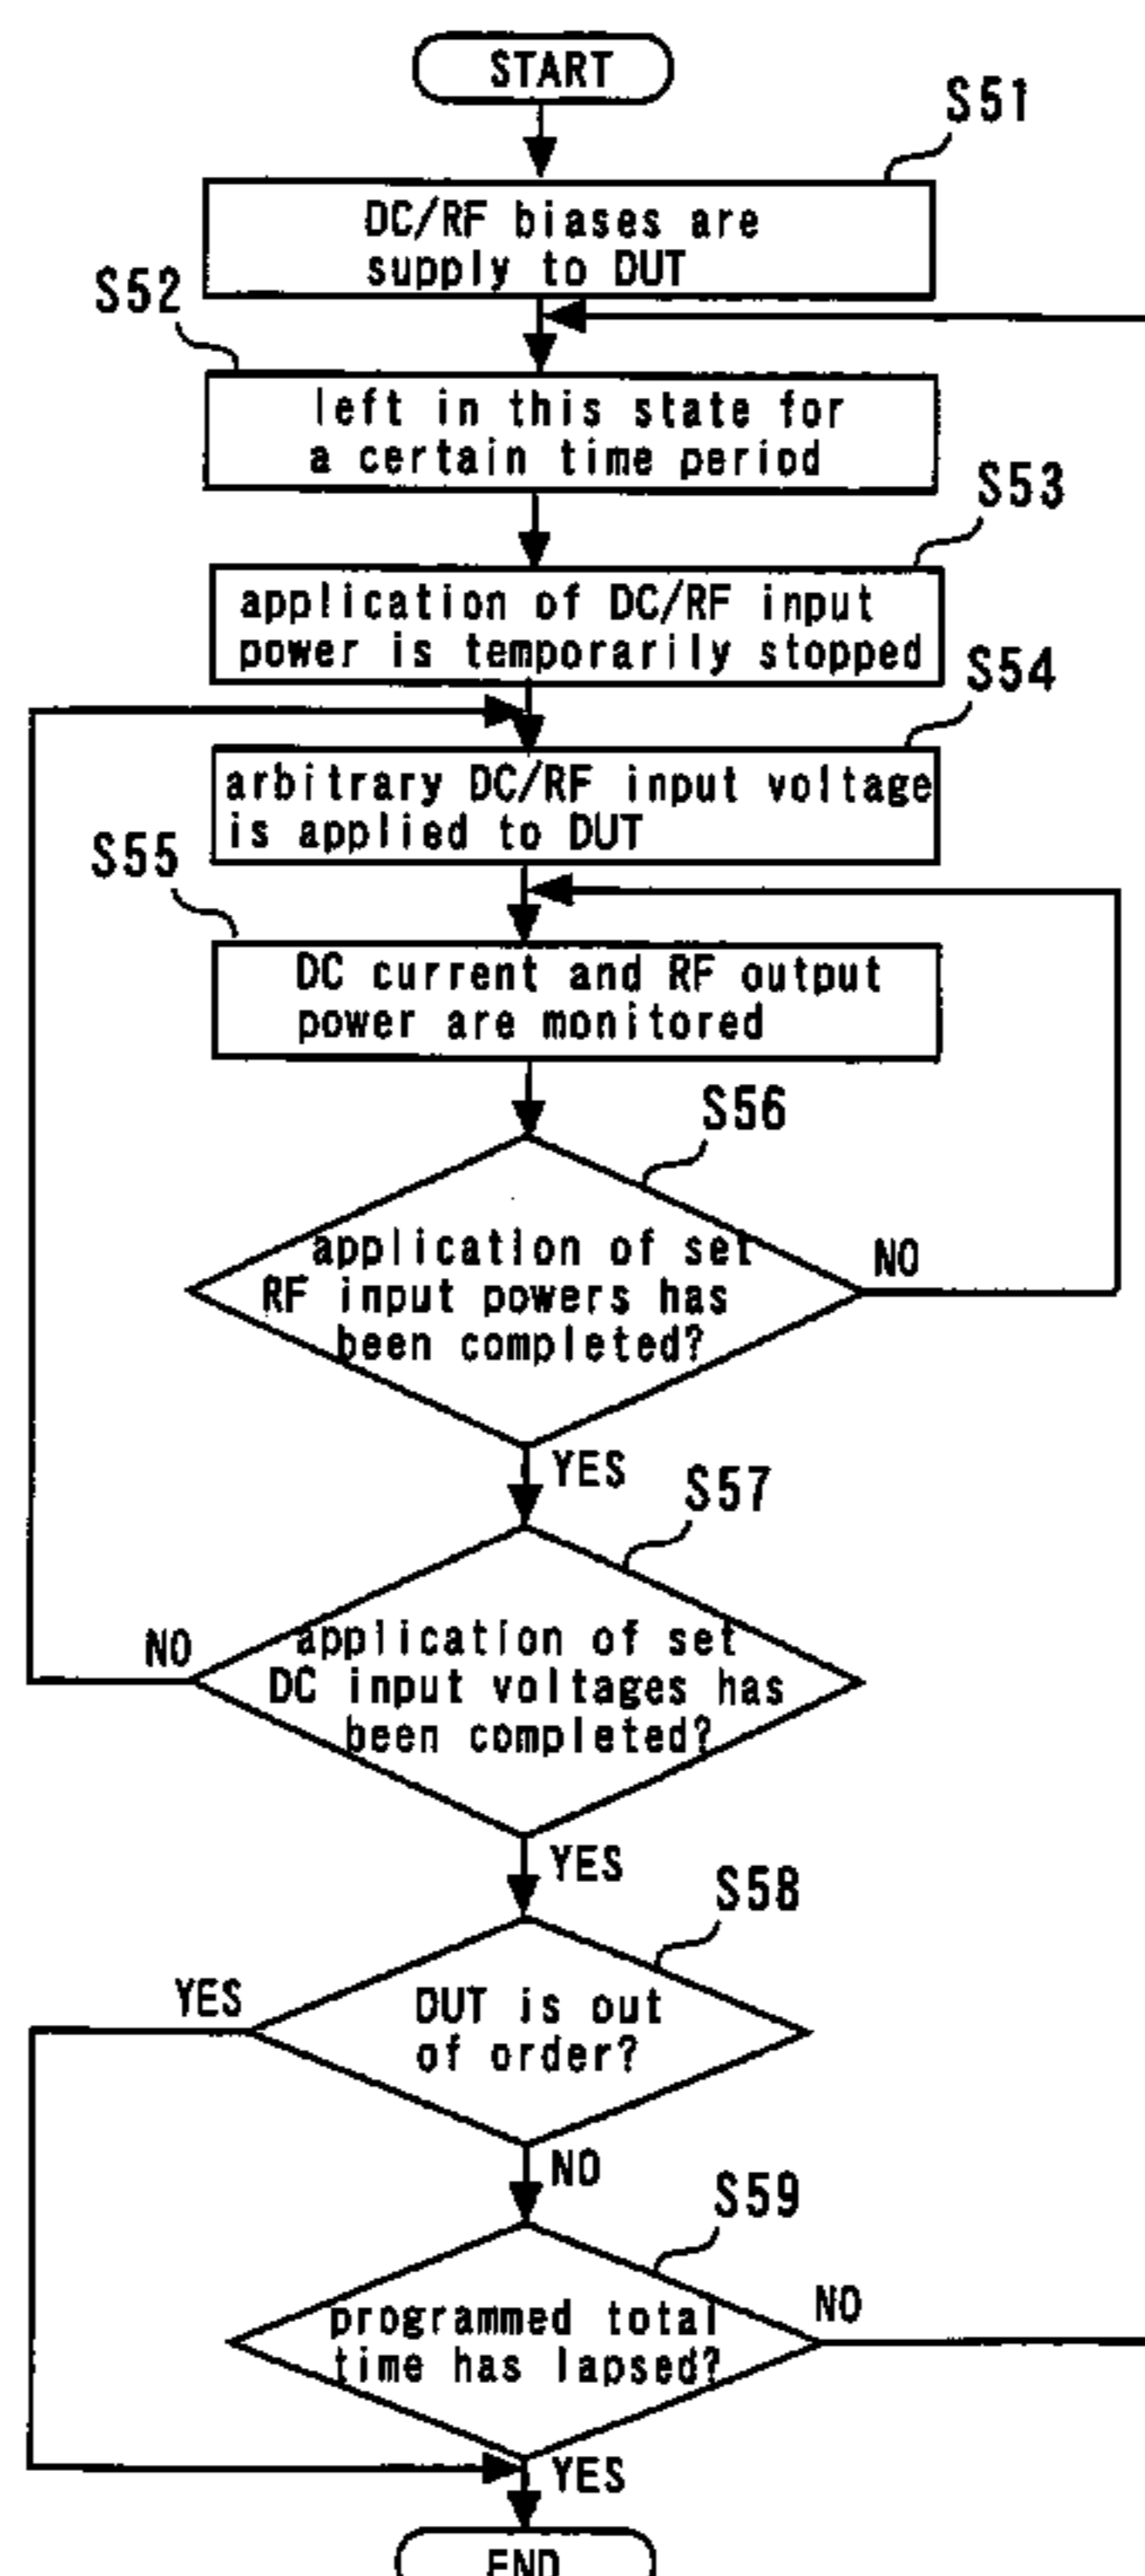 START
S51
DC/RF biases are
supply to DUT
S52
left in this state for
a certain time period
S53
application of DC/RF input
power is temporarily stopped
S54
arbitrary DC/RF input voltage
is applied to DUT
S55
DC current and RF output
power are monitored
S56
application of set
RF input powers has
been completed?
NO
YES
S57
application of set
DC input voltages has
been completed?
NO
YES
S58
DUT is out
of order?
YES
NO
S59
programmed total
time has lapsed?
NO
YES
END